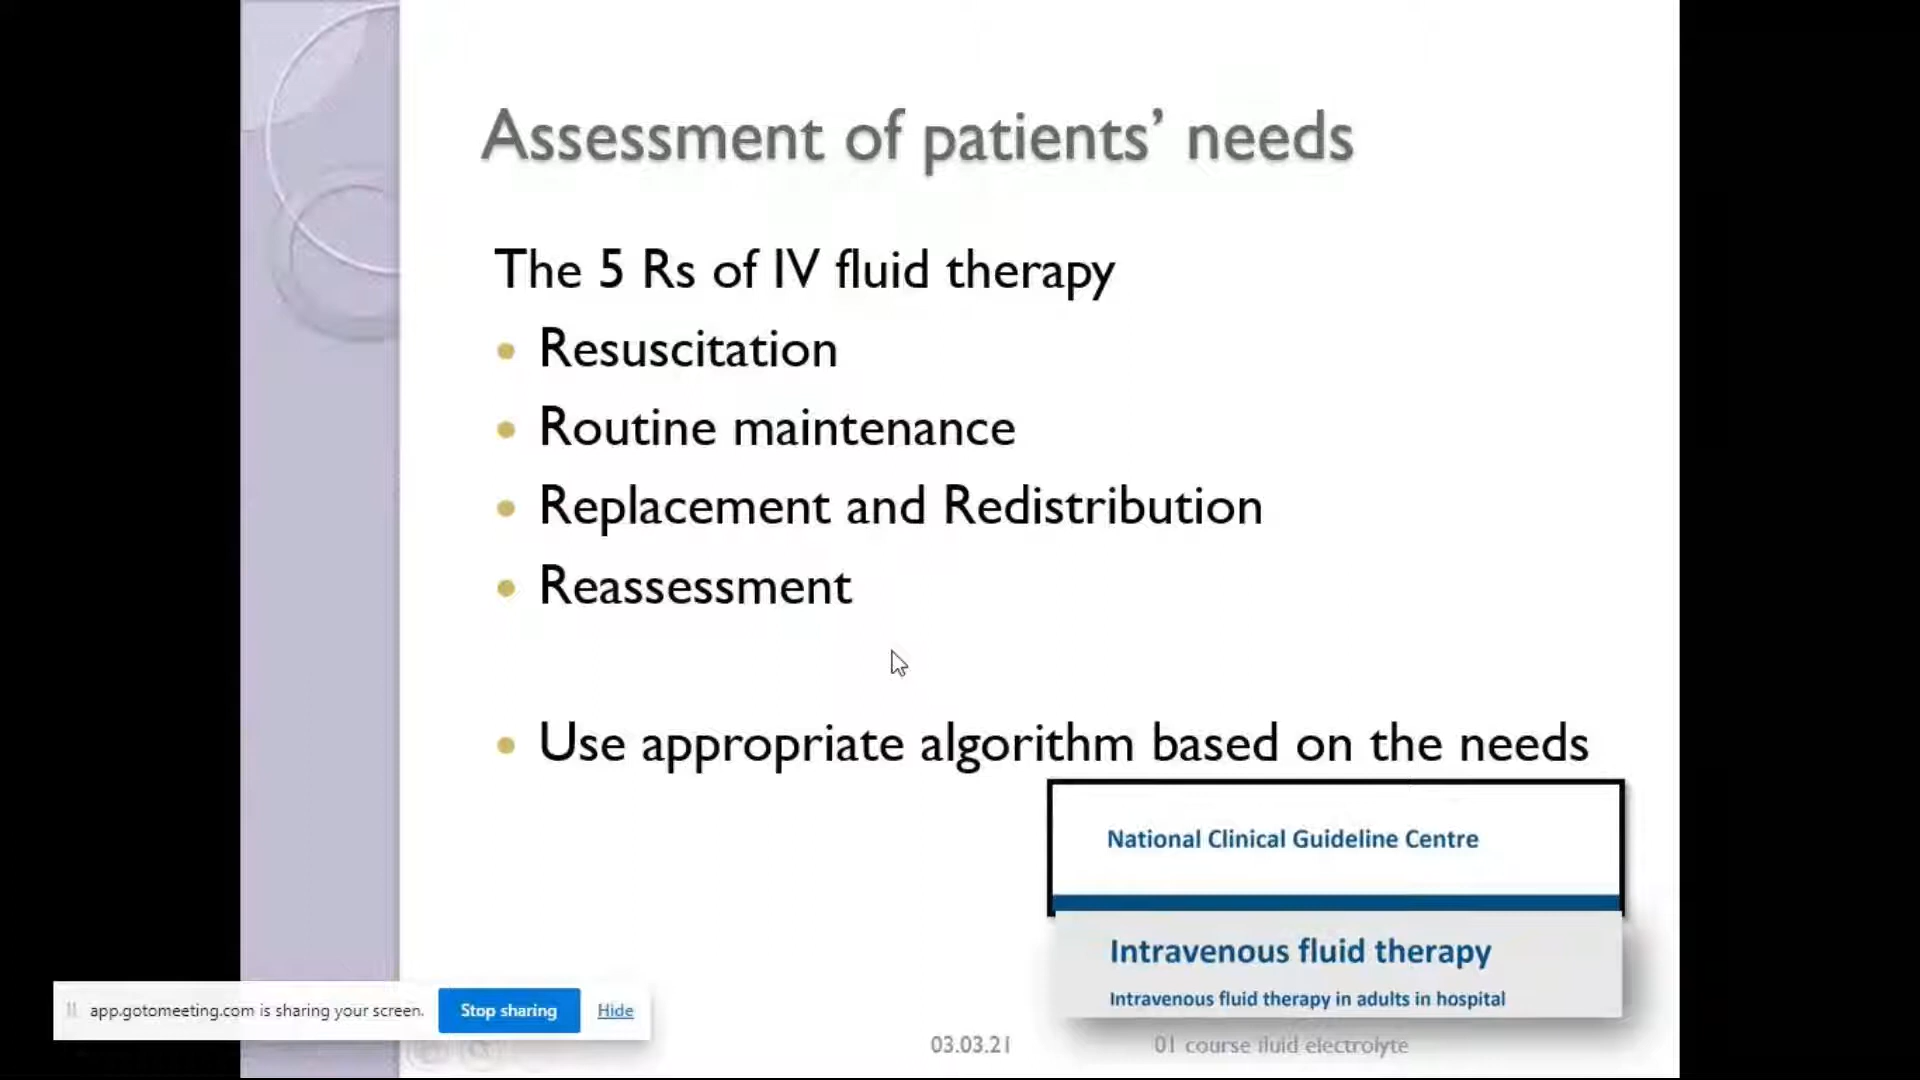 Assessment of patients’ needs
The 5 Rs of IV fluid therapy
• Resuscitation
• Routine maintenance
• Replacement and Redistribution
• Reassessment
• Use appropriate algorithm based on the needs
National Clinical Guideline Centre
Intravenous fluid therapy
Intravenous fluid therapy in adults in hospital
app.gotomeeting.com is sharing your screen. Stop sharing Hide
03.03.21 01 course fluid electrolyte